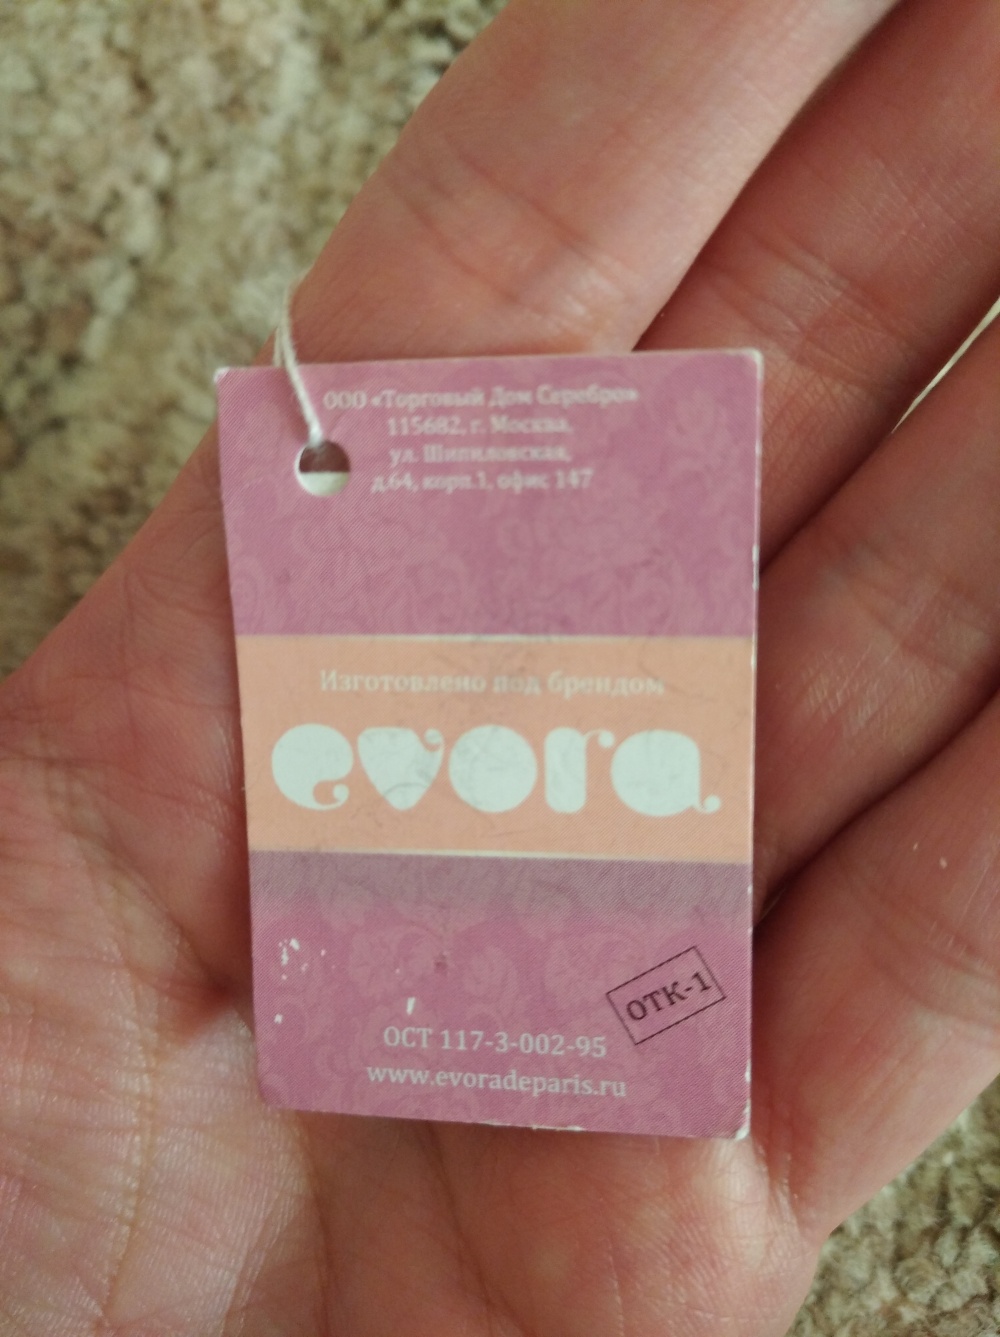 ООО «Торговый Дом Серебро»
115682, г. Москва,
ул. Шипиловская,
д.64, корп.1, офис 147
Изготовлено под брендом
evora
ОТК-1
ОСТ 117-3-002-95
www.evoradeparis.ru